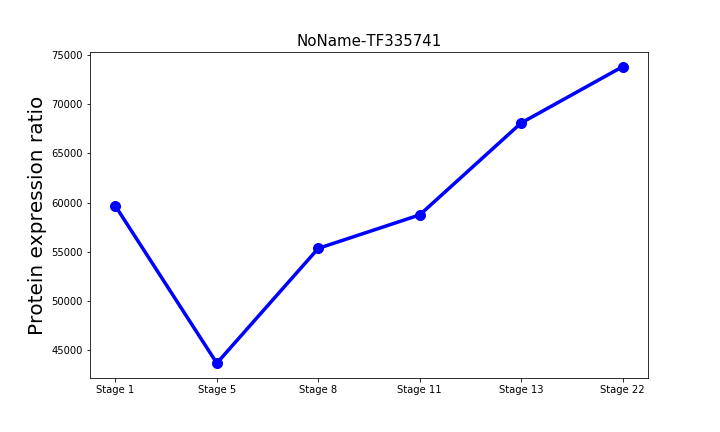 NoName-TF335741
Protein expression ratio
75000
70000
65000
60000
55000
50000
45000
Stage 1
Stage 5
Stage 8
Stage 11
Stage 13
Stage 22